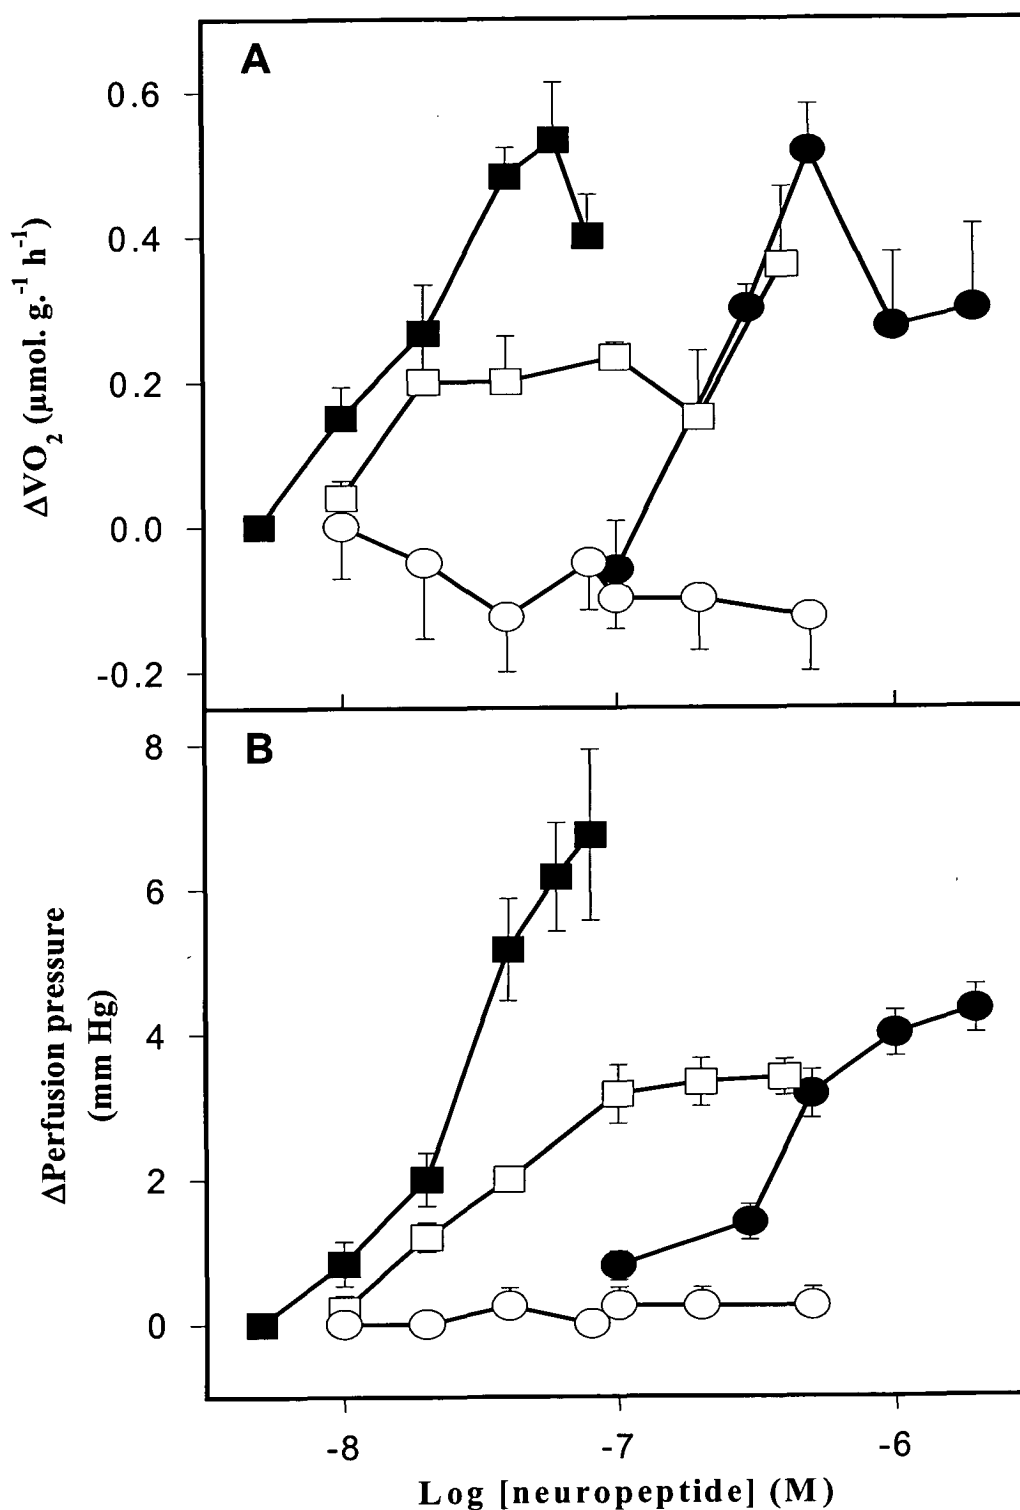 A
0.6
0.4
0.2
0.0
-0.2
ΔVO₂ (μmol. g.⁻¹ h⁻¹)
B
8
6
4
2
0
ΔPerfusion pressure
(mm Hg)
-8 -7 -6
Log [neuropeptide] (M)